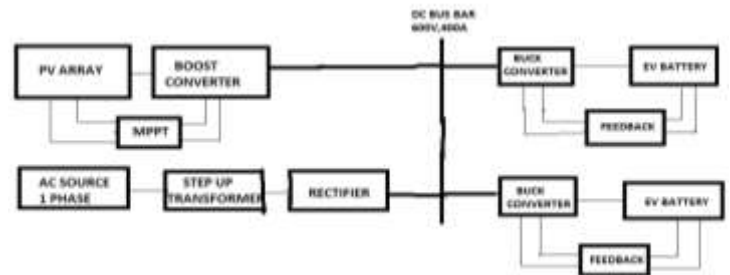 DC BUS BAR
600V,400A
PV ARRAY
BOOST
CONVERTER
BUCK
CONVERTER
EV BATTERY
MPPT
FEEDBACK
AC SOURCE
1 PHASE
STEP UP
TRANSFORMER
RECTIFIER
BUCK
CONVERTER
EV BATTERY
FEEDBACK